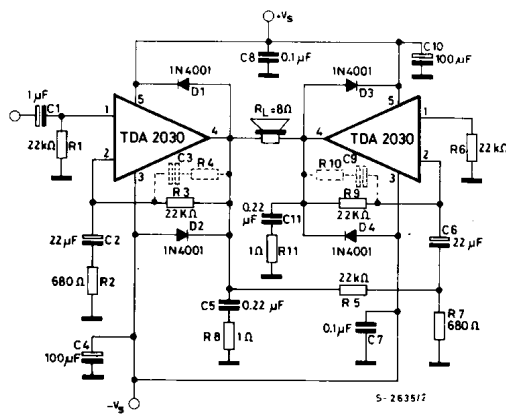 +Vs
C8
0.1µF
C10
100µF
1N4001
D1
1N4001
D3
1µF
C1
1
5
TDA 2030
4
2
3
RL=8Ω
5
1
TDA 2030
4
2
3
22kΩ
R1
R6
22kΩ
C3
R4
R10
C9
R3
22KΩ
R9
22KΩ
22µF
C2
D2
1N4001
0.22
µF
C11
1Ω
R11
D4
1N4001
C6
22µF
680Ω
R2
22kΩ
R5
C5
0.22 µF
R8
1Ω
0.1µF
C7
R7
680Ω
C4
100µF
-Vs
S-2635/2